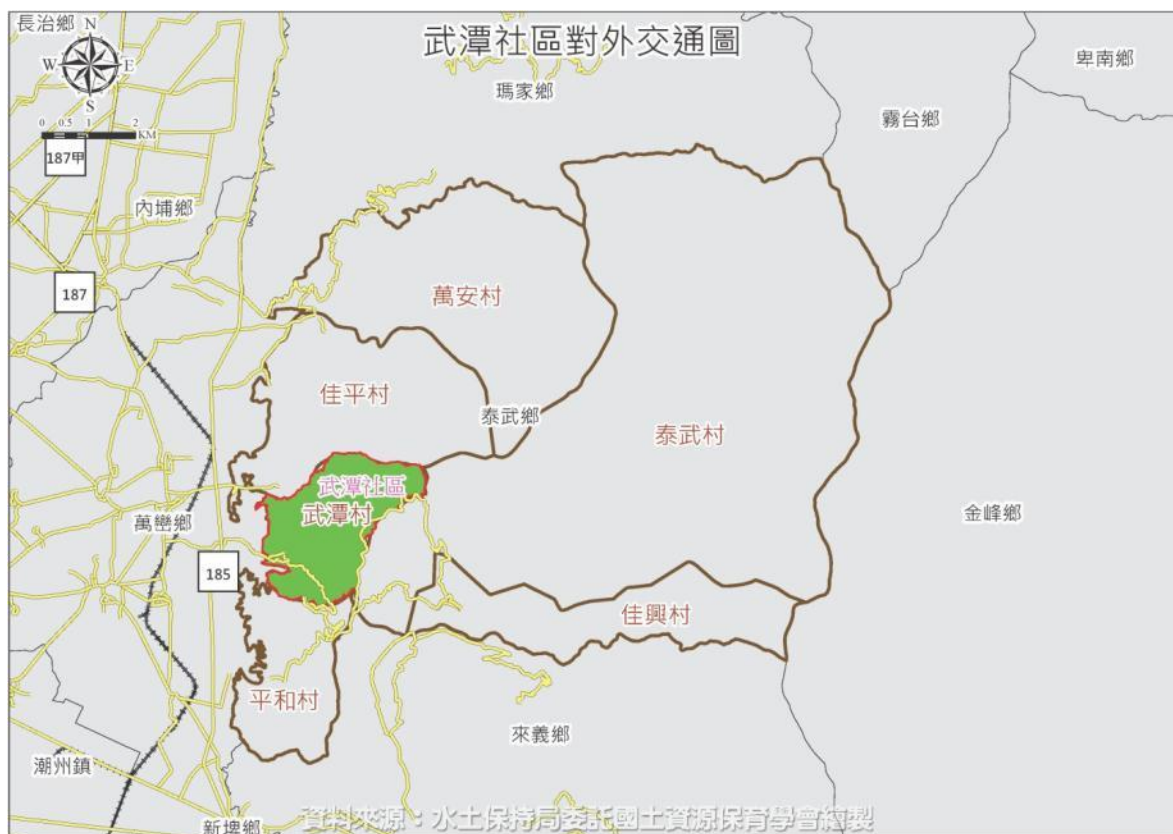 武潭社區對外交通圖
長治鄉
N
W
E
S
0 0.5 1 2
KM
187甲
卑南鄉
瑪家鄉
霧台鄉
內埔鄉
187
萬安村
佳平村
泰武鄉
泰武村
武潭社區
武潭村
萬巒鄉
金峰鄉
185
佳興村
平和村
來義鄉
潮州鎮
新埤鄉
資料來源：水土保持局委託國土資源保育學會繪製